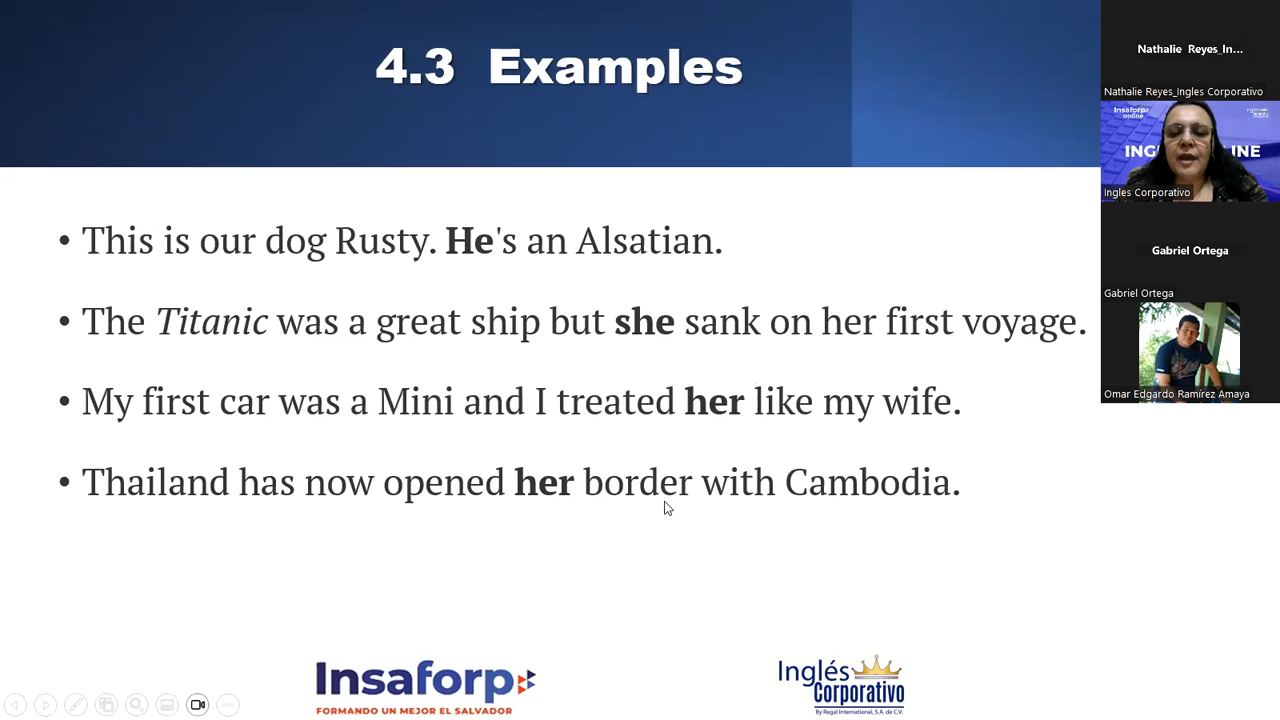 4.3 Examples
• This is our dog Rusty. He's an Alsatian.
• The Titanic was a great ship but she sank on her first voyage.
• My first car was a Mini and I treated her like my wife.
• Thailand has now opened her border with Cambodia.
Insaforp
FORMANDO UN MEJOR EL SALVADOR
Inglés
Corporativo
By Regal International, S.A. de C.V.
Nathalie Reyes_In...
Nathalie Reyes_Ingles Corporativo
Insaforp
online
ING
INE
Ingles Corporativo
Gabriel Ortega
Gabriel Ortega
Omar Edgardo Ramírez Amaya